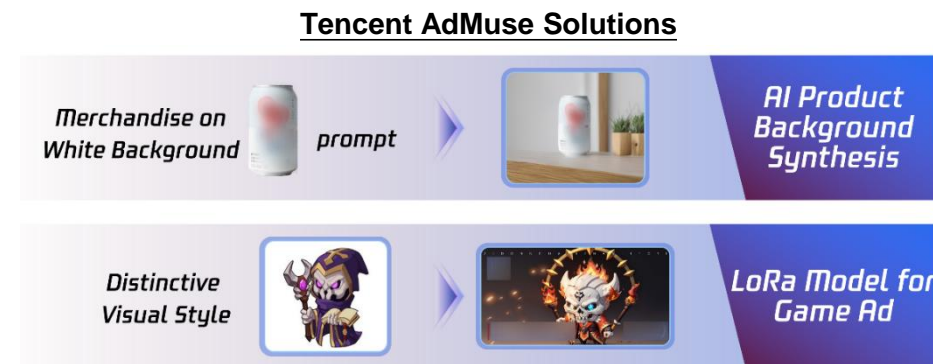 Tencent AdMuse Solutions
Merchandise on
White Background
prompt
AI Product
Background
Synthesis
Distinctive
Visual Style
LoRa Model for
Game Ad